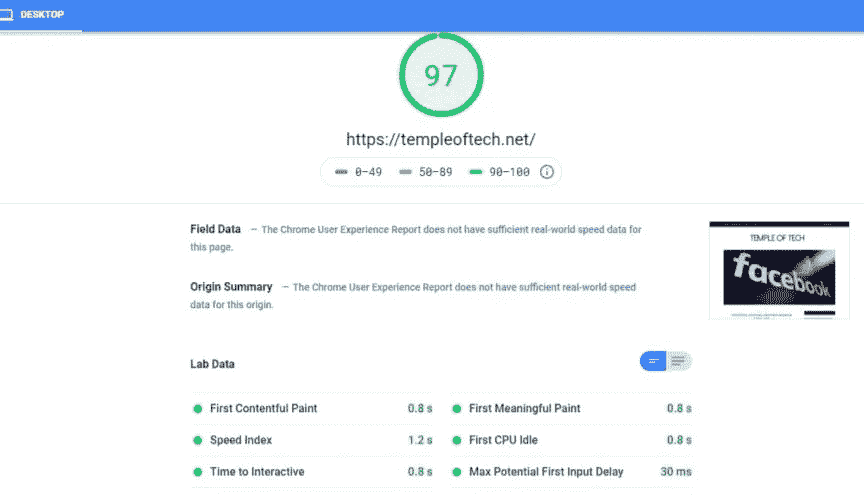 DESKTOP
97
https://templeoftech.net/
0-49 50-89 90-100
Field Data — The Chrome User Experience Report does not have sufficient real-world speed data for
this page.
TEMPLE OF TECH
facebook
Origin Summary — The Chrome User Experience Report does not have sufficient real-world speed
data for this origin.
Lab Data
First Contentful Paint 0.8 s First Meaningful Paint 0.8 s
Speed Index 1.2 s First CPU Idle 0.8 s
Time to Interactive 0.8 s Max Potential First Input Delay 30 ms